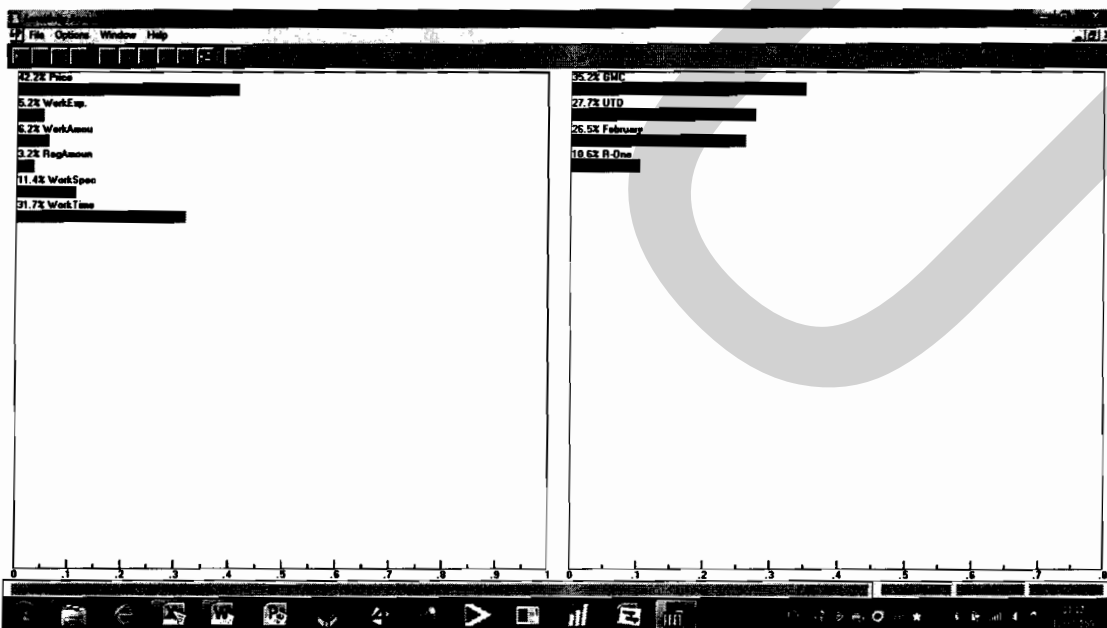 File Options Window Help
42.2% Price
5.2% WorkExp.
6.2% WorkAmou
3.2% RegAmoun
11.4% WorkSpec
31.7% WorkTime
0 .1 .2 .3 .4 .5 .6 .7 .8 .9 1
35.2% GMC
27.7% UTD
26.5% February
10.6% R-One
0 .1 .2 .3 .4 .5 .6 .7 .8